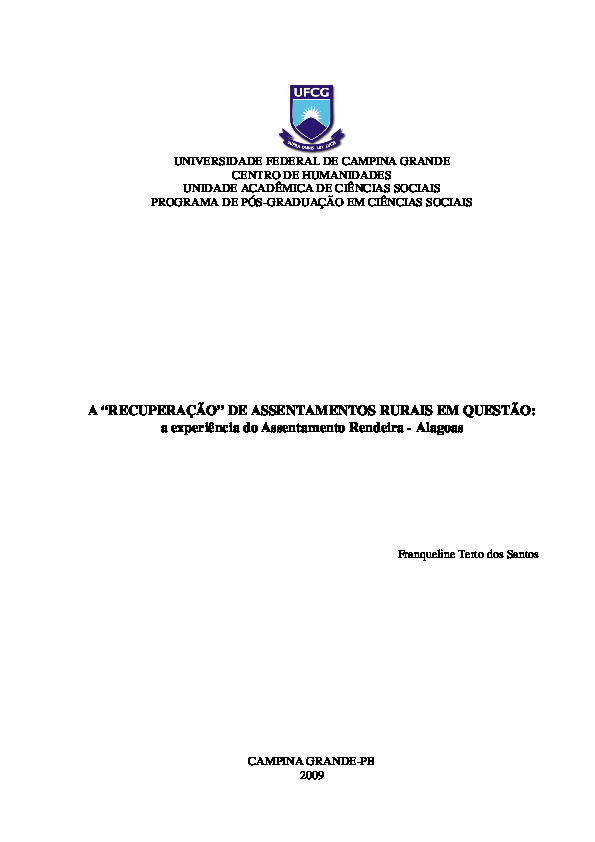 UFCG
UNIVERSIDADE FEDERAL DE CAMPINA GRANDE
CENTRO DE HUMANIDADES
UNIDADE ACADÊMICA DE CIÊNCIAS SOCIAIS
PROGRAMA DE PÓS-GRADUAÇÃO EM CIÊNCIAS SOCIAIS
A “RECUPERAÇÃO” DE ASSENTAMENTOS RURAIS EM QUESTÃO:
a experiência do Assentamento Rendeira - Alagoas
Franqueline Terto dos Santos
CAMPINA GRANDE-PB
2009